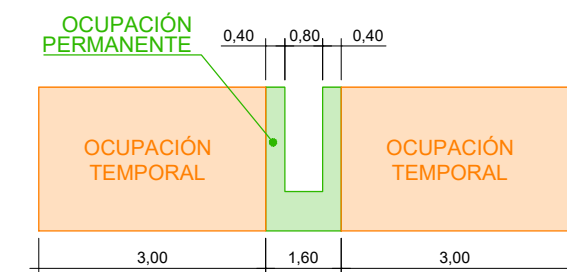 OCUPACIÓN
PERMANENTE
0,40 0,80 0,40
OCUPACIÓN
TEMPORAL
OCUPACIÓN
TEMPORAL
3,00 1,60 3,00